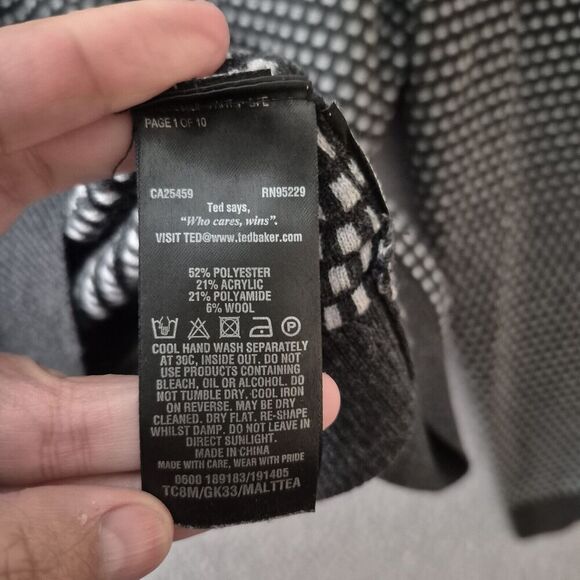 PAGE 1 OF 10
CA25459 RN95229
Ted says,
"Who cares, wins".
VISIT TED@www.tedbaker.com
52% POLYESTER
21% ACRYLIC
21% POLYAMIDE
6% WOOL
P
COOL HAND WASH SEPARATELY
AT 30C, INSIDE OUT. DO NOT
USE PRODUCTS CONTAINING
BLEACH, OIL OR ALCOHOL. DO
NOT TUMBLE DRY. COOL IRON
ON REVERSE. MAY BE DRY
CLEANED. DRY FLAT. RE-SHAPE
WHILST DAMP. DO NOT LEAVE IN
DIRECT SUNLIGHT.
MADE IN CHINA
MADE WITH CARE, WEAR WITH PRIDE
0600 189183/191405
TC8M/GK33/MALTTEA